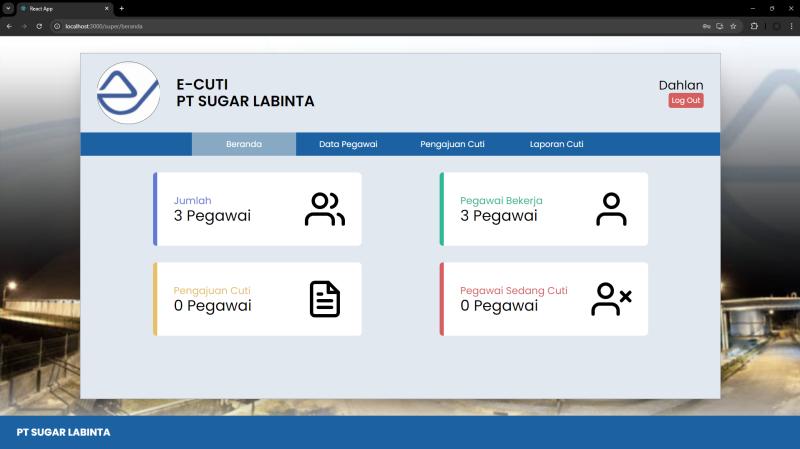 React App
localhost:3000/super/beranda
E-CUTI
PT SUGAR LABINTA
Dahlan
Log Out
Beranda
Data Pegawai
Pengajuan Cuti
Laporan Cuti
Jumlah
3 Pegawai
Pegawai Bekerja
3 Pegawai
Pengajuan Cuti
0 Pegawai
Pegawai Sedang Cuti
0 Pegawai
PT SUGAR LABINTA